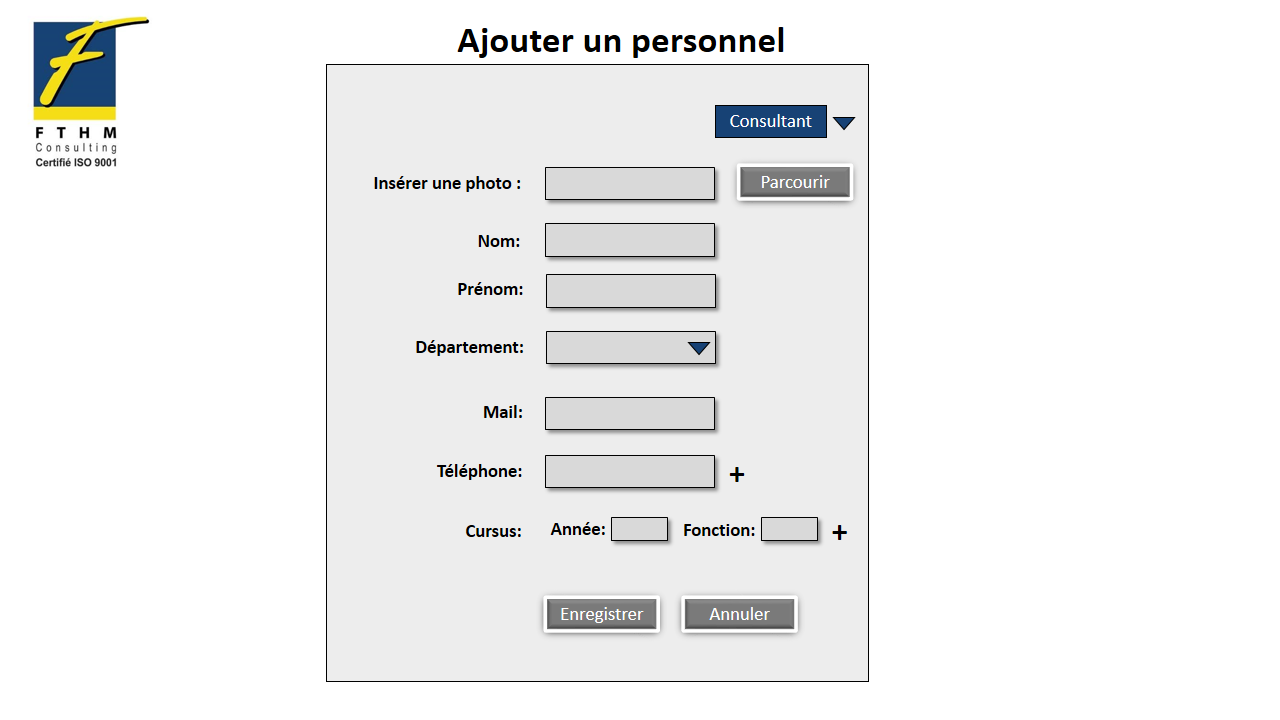 Ajouter un personnel
F T H M
Consulting
Certifié ISO 9001
Consultant
Insérer une photo :
Parcourir
Nom:
Prénom:
Département:
Mail:
Téléphone: +
Cursus: Année: Fonction: +
Enregistrer Annuler